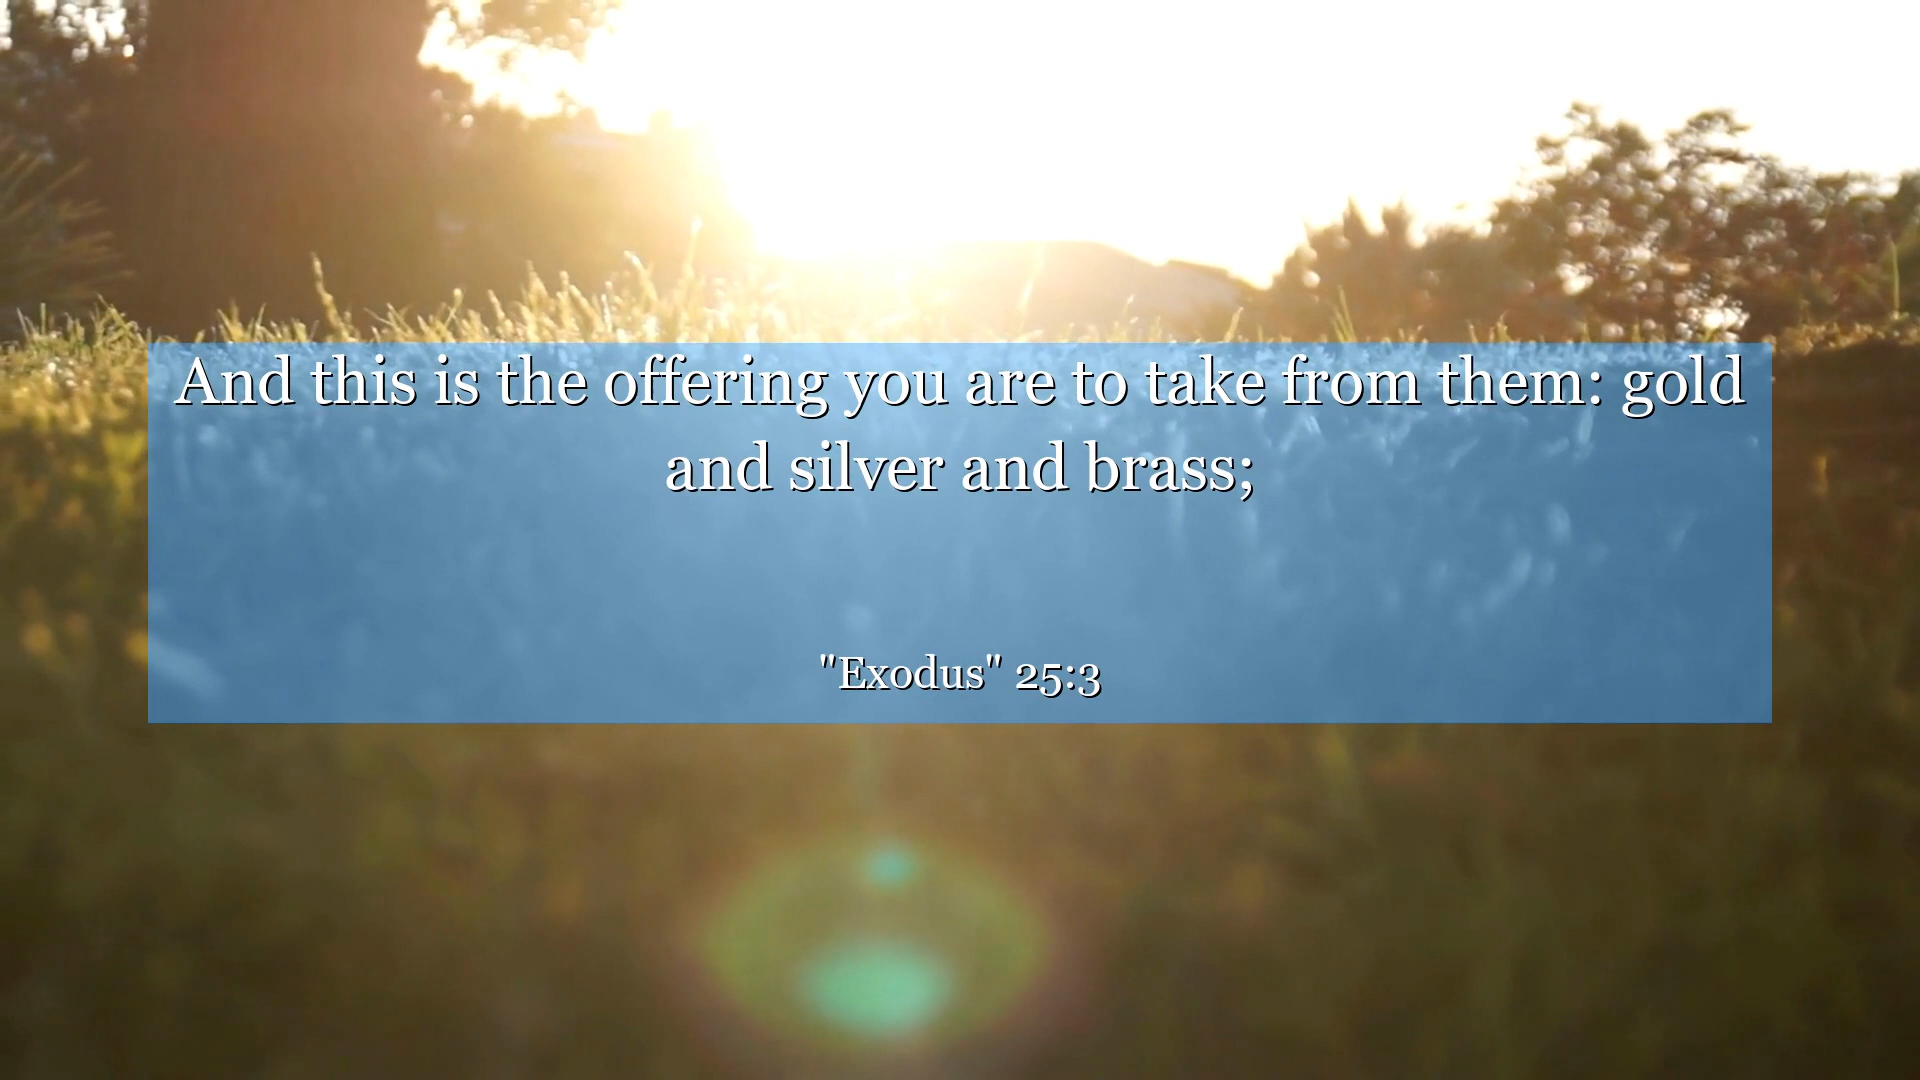 And this is the offering you are to take from them: gold
and silver and brass;
"Exodus" 25:3